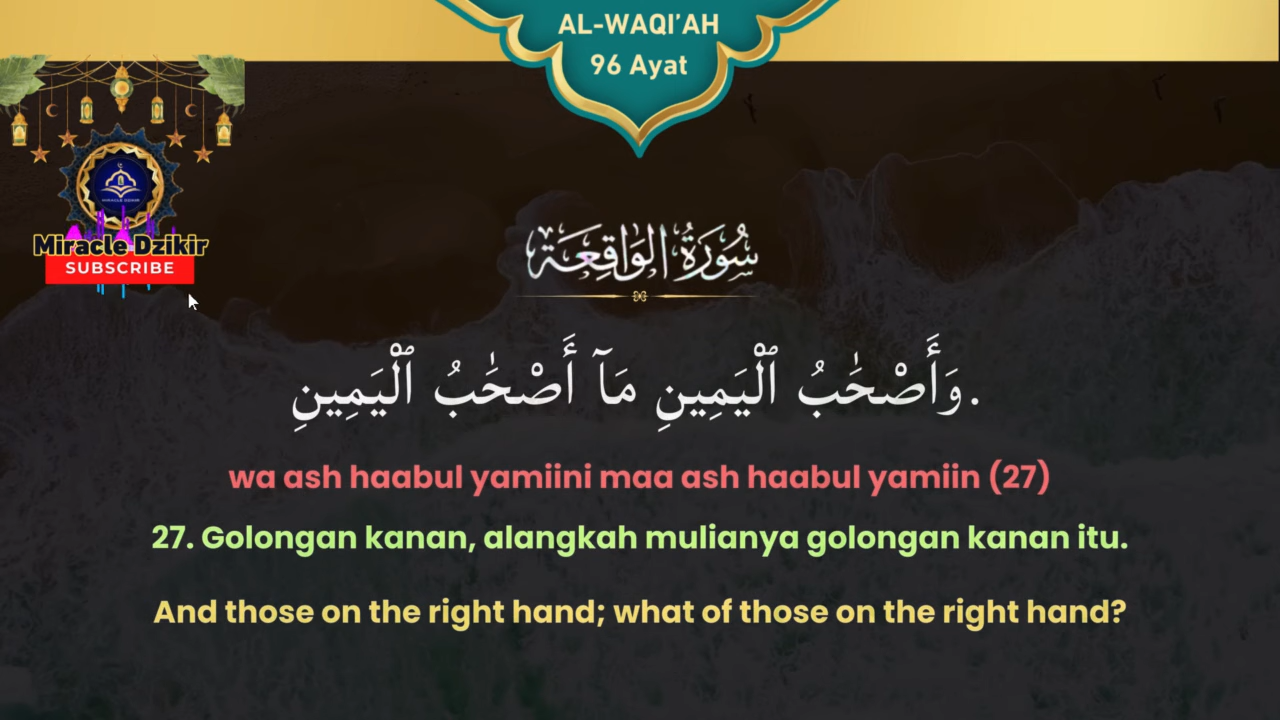 AL-WAQI'AH
96 Ayat
Miracle Dzikir
SUBSCRIBE
سُورَةُ الوَاقِعَة
وَأَصْحَٰبُ ٱلْيَمِينِ مَآ أَصْحَٰبُ ٱلْيَمِينِ.
wa ash haabul yamiini maa ash haabul yamiin (27)
27. Golongan kanan, alangkah mulianya golongan kanan itu.
And those on the right hand; what of those on the right hand?